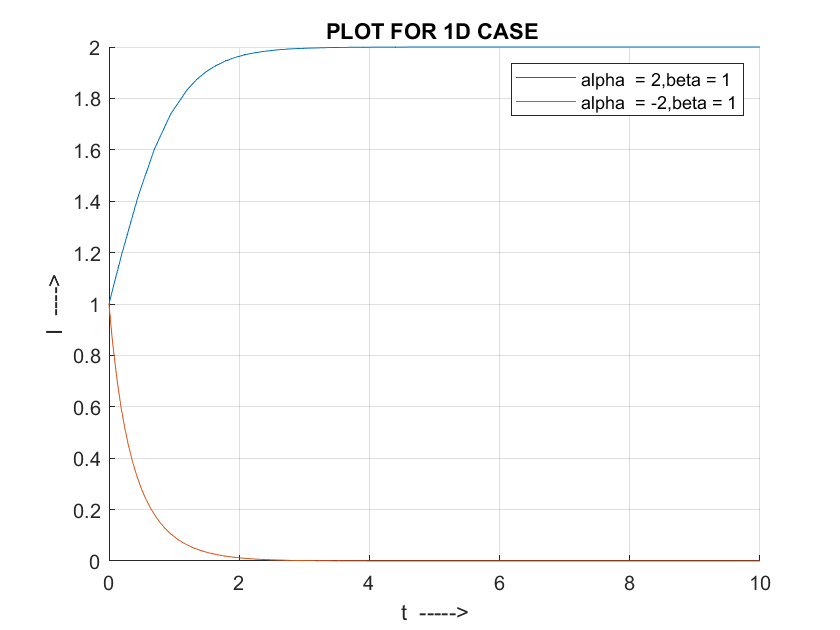 PLOT FOR 1D CASE
2
1.8
1.6
1.4
1.2
1
0.8
0.6
0.4
0.2
0
alpha  = 2,beta = 1
alpha  = -2,beta = 1
I  ---->
0 2 4 6 8 10
t  ----->